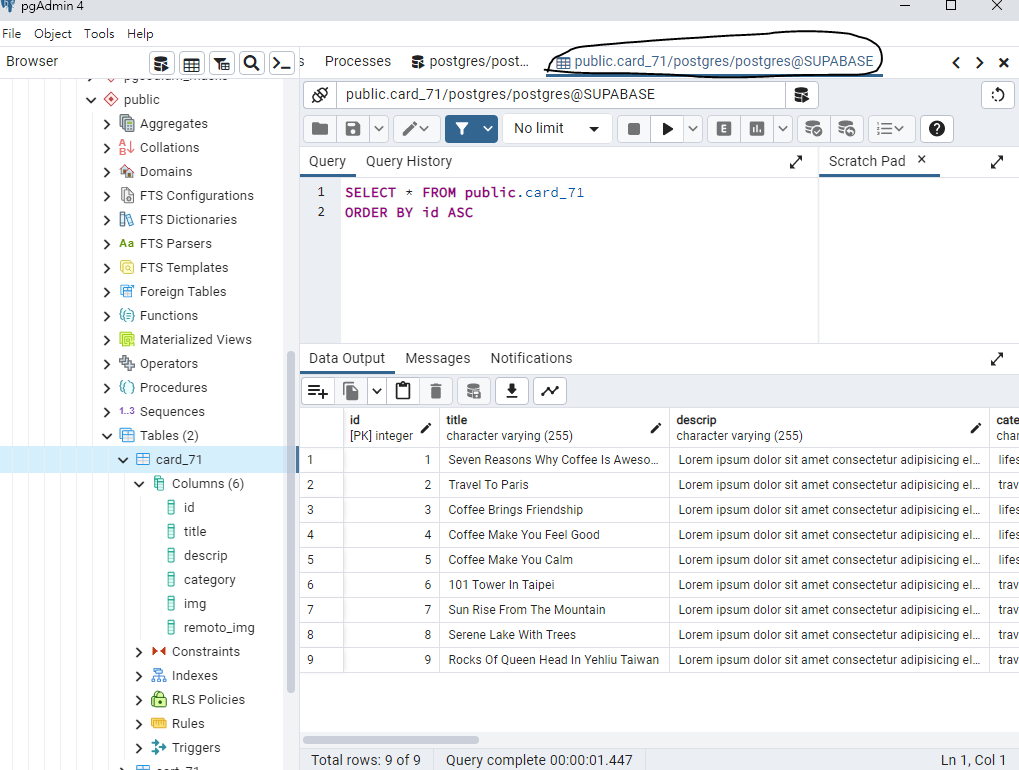 pgAdmin 4
File Object Tools Help
Browser
Processes postgres/post... public.card_71/postgres/postgres@SUPABASE
public.card_71/postgres/postgres@SUPABASE
No limit
E
Query Query History Scratch Pad
1 SELECT * FROM public.card_71
2 ORDER BY id ASC
public
Aggregates
Collations
Domains
FTS Configurations
FTS Dictionaries
Aa FTS Parsers
FTS Templates
Foreign Tables
Functions
Materialized Views
Operators
Procedures
1..3 Sequences
Tables (2)
card_71
Columns (6)
id
title
descrip
category
img
remoto_img
Constraints
Indexes
RLS Policies
Rules
Triggers
Data Output Messages Notifications
id title descrip cate
[PK] integer character varying (255) character varying (255) char
1 1 Seven Reasons Why Coffee Is Aweso... Lorem ipsum dolor sit amet consectetur adipisicing el... lifes
2 2 Travel To Paris Lorem ipsum dolor sit amet consectetur adipisicing el... trav
3 3 Coffee Brings Friendship Lorem ipsum dolor sit amet consectetur adipisicing el... lifes
4 4 Coffee Make You Feel Good Lorem ipsum dolor sit amet consectetur adipisicing el... lifes
5 5 Coffee Make You Calm Lorem ipsum dolor sit amet consectetur adipisicing el... lifes
6 6 101 Tower In Taipei Lorem ipsum dolor sit amet consectetur adipisicing el... trav
7 7 Sun Rise From The Mountain Lorem ipsum dolor sit amet consectetur adipisicing el... trav
8 8 Serene Lake With Trees Lorem ipsum dolor sit amet consectetur adipisicing el... trav
9 9 Rocks Of Queen Head In Yehliu Taiwan Lorem ipsum dolor sit amet consectetur adipisicing el... trav
Total rows: 9 of 9 Query complete 00:00:01.447 Ln 1, Col 1